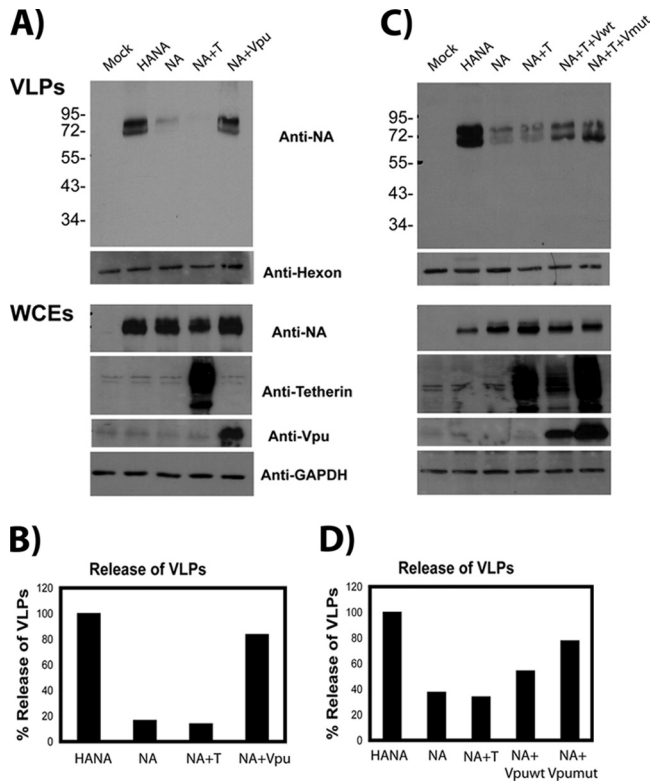 A)
Mock HANA NA NA+T NA+Vpu
VLPs
95-
72-
55-
43-
34-
Anti-NA
Anti-Hexon
WCEs
Anti-NA
Anti-Tetherin
Anti-Vpu
Anti-GAPDH
C)
Mock HANA NA NA+T NA+T+Vwt NA+T+Vmut
95-
72-
55-
43-
34-
B)
Release of VLPs
% Release of VLPs
120
100
80
60
40
20
0
HANA NA NA+T NA+Vpu
D)
Release of VLPs
% Release of VLPs
120
100
80
60
40
20
0
HANA NA NA+T NA+ NA+
Vpuwt Vpumut